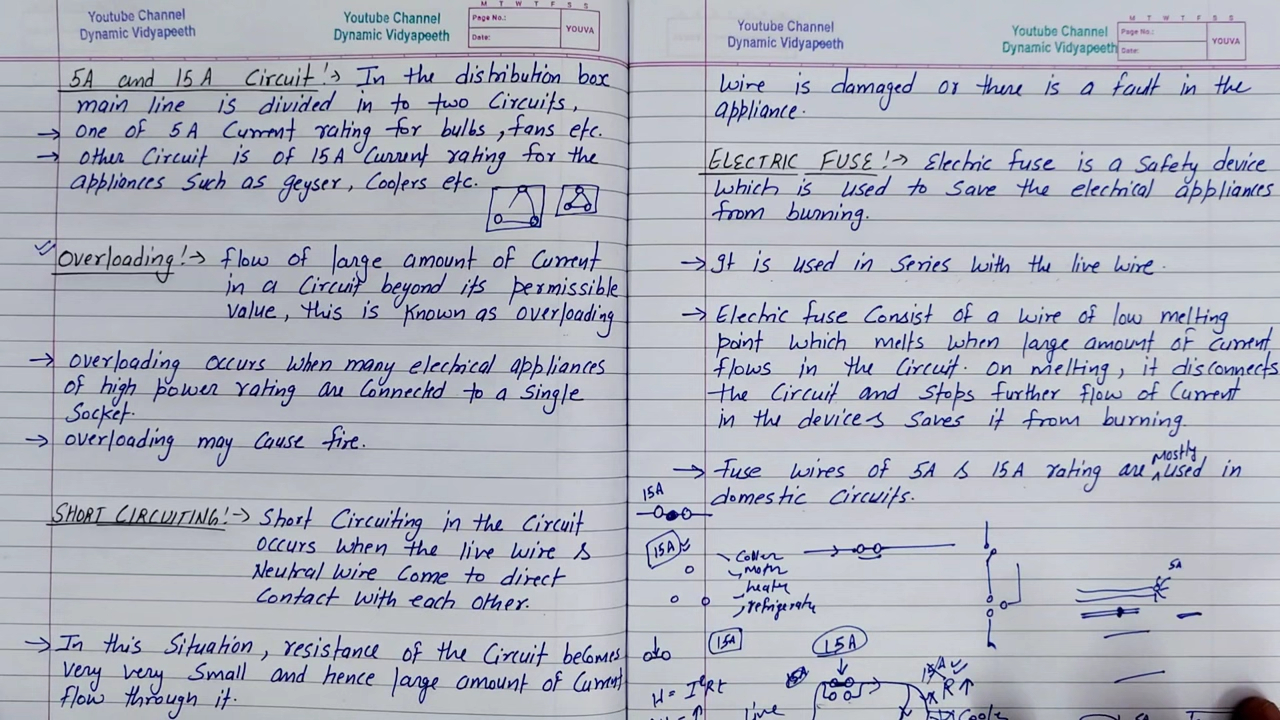 Youtube Channel
Dynamic Vidyapeeth
Youtube Channel
Dynamic Vidyapeeth
M T W T F S S
Page No.:
Date:
YOUVA
5A and 15A Circuit!→ In the distribution box
main line is divided in to two Circuits.
→ one of 5A Current rating for bulbs, fans etc.
→ other Circuit is of 15A Current rating for the
appliances such as geyser, Coolers etc.
Overloading!→ flow of large amount of Current
in a Circuit beyond its permissible
value, this is known as overloading
→ overloading occurs when many electrical appliances
of high power rating are Connected to a single
Socket.
→ overloading may Cause fire.
SHORT CIRCUITING!→ Short Circuiting in the Circuit
occurs when the live wire &
Neutral wire Come to direct
Contact with each other.
→ In this Situation, resistance of the Circuit becomes
very very Small and hence large amount of Current
flow through it.
Youtube Channel
Dynamic Vidyapeeth
Youtube Channel
Dynamic Vidyapeeth
M T W T F S S
Page No.:
Date:
YOUVA
wire is damaged or there is a fault in the
appliance.
ELECTRIC FUSE!→ Electric fuse is a Safety device
which is used to Save the electrical appliances
from burning.
→ It is used in Series with the live wire.
→ Electric fuse Consist of a wire of low melting
point which melts when large amount of Current
flows in the Circuit. on melting, it disconnects
the Circuit and Stops further flow of Current
in the device & Saves it from burning.
→ Fuse wires of 5A & 15A rating are mostly used in
domestic Circuits.
15A
15A
heater
refrigerate
5A
15A
15A
15A
R↑
H = I²Rt
live